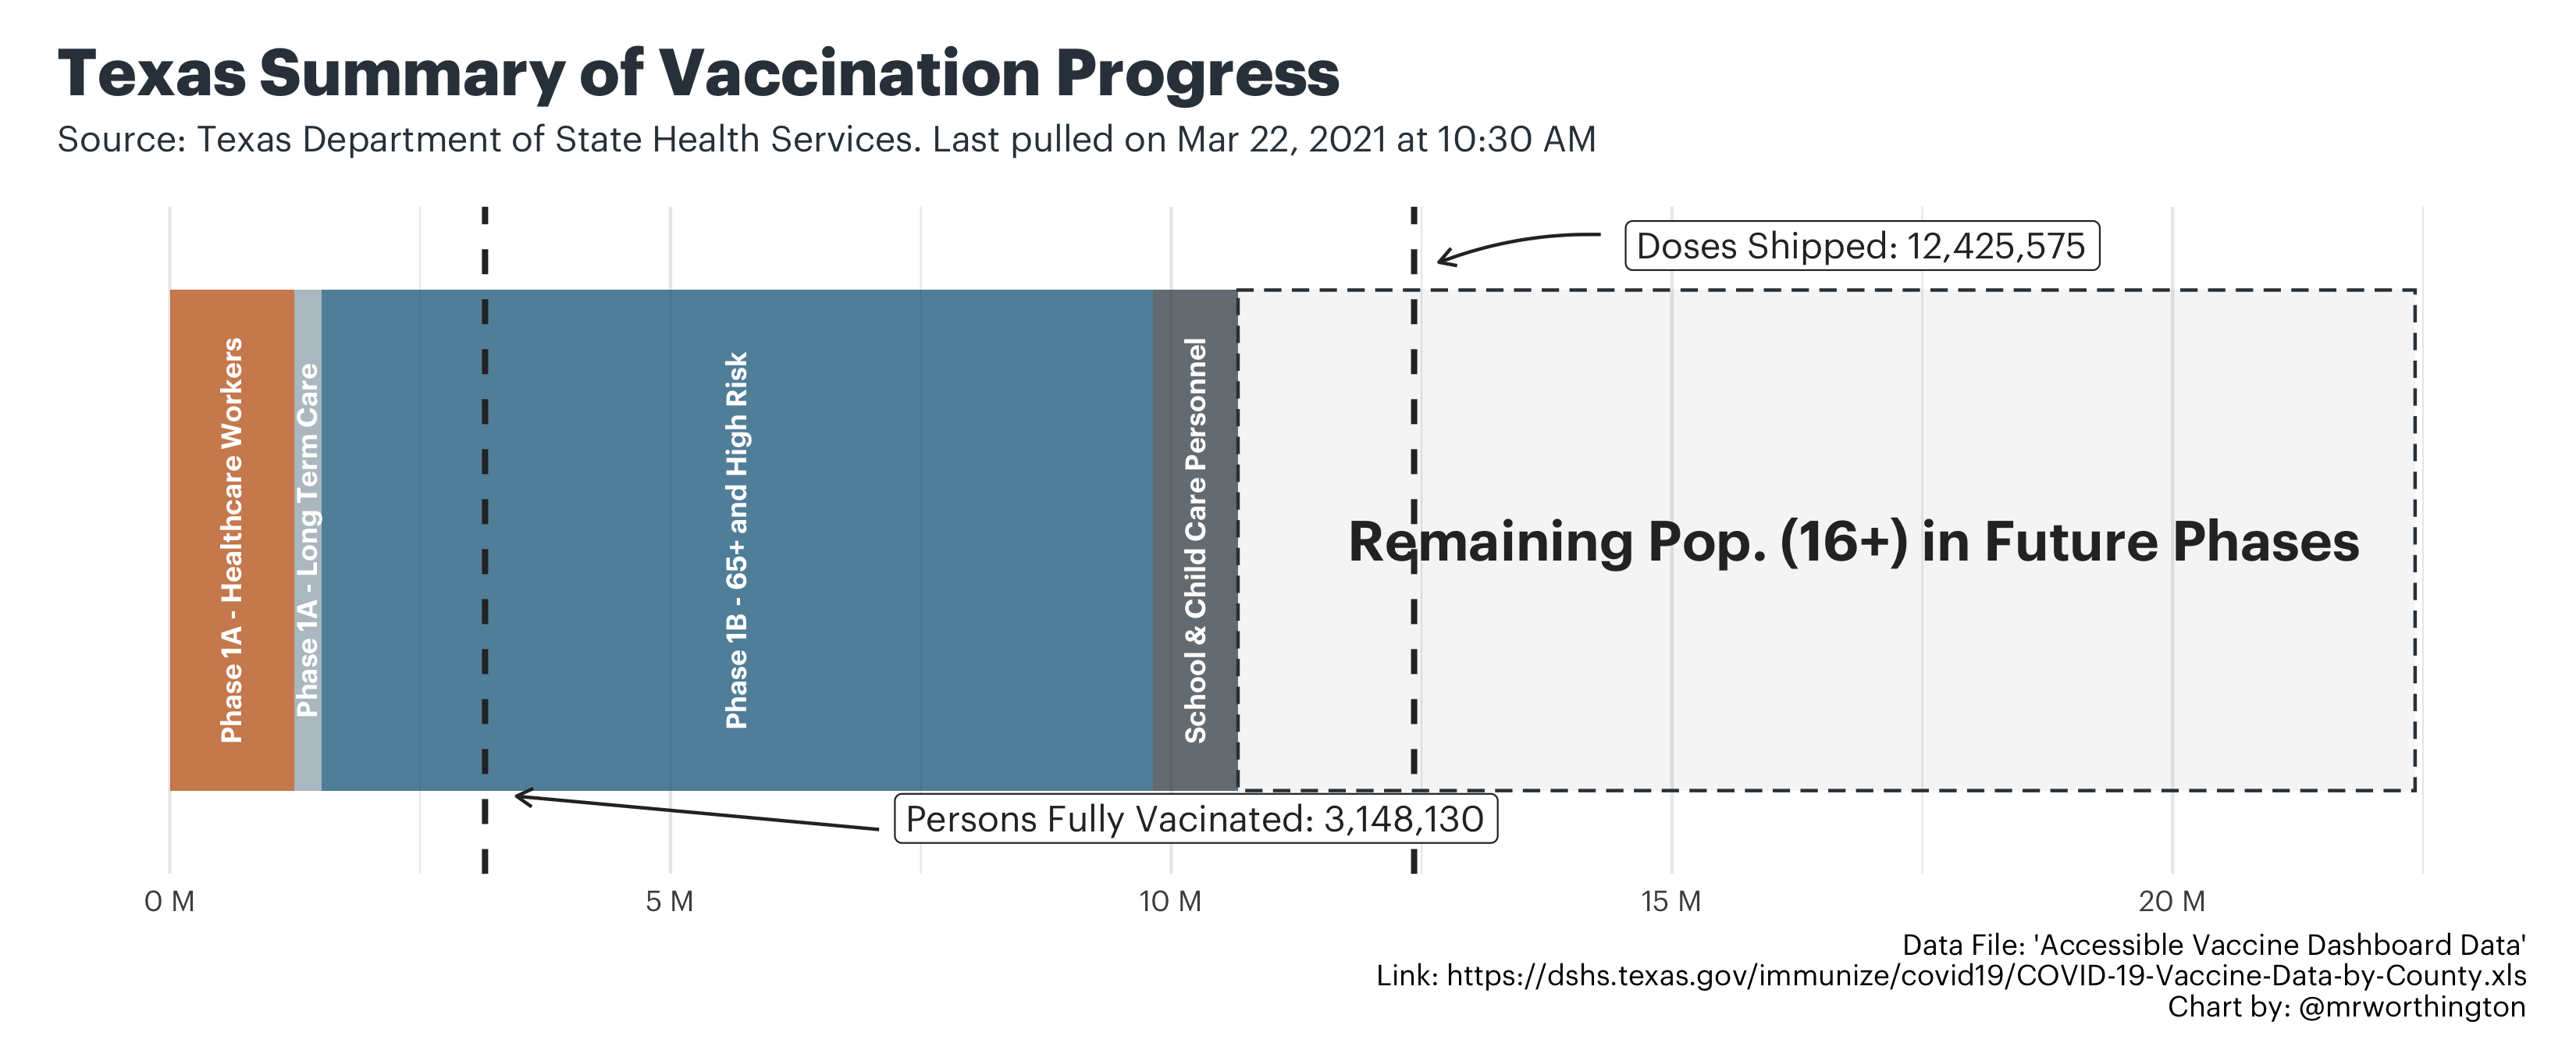 Texas Summary of Vaccination Progress
Source: Texas Department of State Health Services. Last pulled on Mar 22, 2021 at 10:30 AM
Doses Shipped: 12,425,575
Phase 1A - Healthcare Workers
Phase 1A - Long Term Care
Phase 1B - 65+ and High Risk
School & Child Care Personnel
Remaining Pop. (16+) in Future Phases
Persons Fully Vacinated: 3,148,130
0 M
5 M
10 M
15 M
20 M
Data File: 'Accessible Vaccine Dashboard Data'
Link: https://dshs.texas.gov/immunize/covid19/COVID-19-Vaccine-Data-by-County.xls
Chart by: @mrworthington